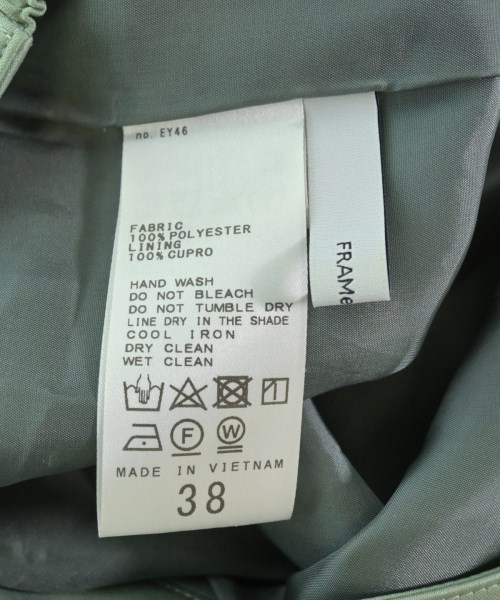 no. EY46
FABRIC
100% POLYESTER
LINING
100% CUPRO
HAND WASH
DO NOT BLEACH
DO NOT TUMBLE DRY
LINE DRY IN THE SHADE
COOL IRON
DRY CLEAN
WET CLEAN
F W
MADE IN VIETNAM
38
FRAMe